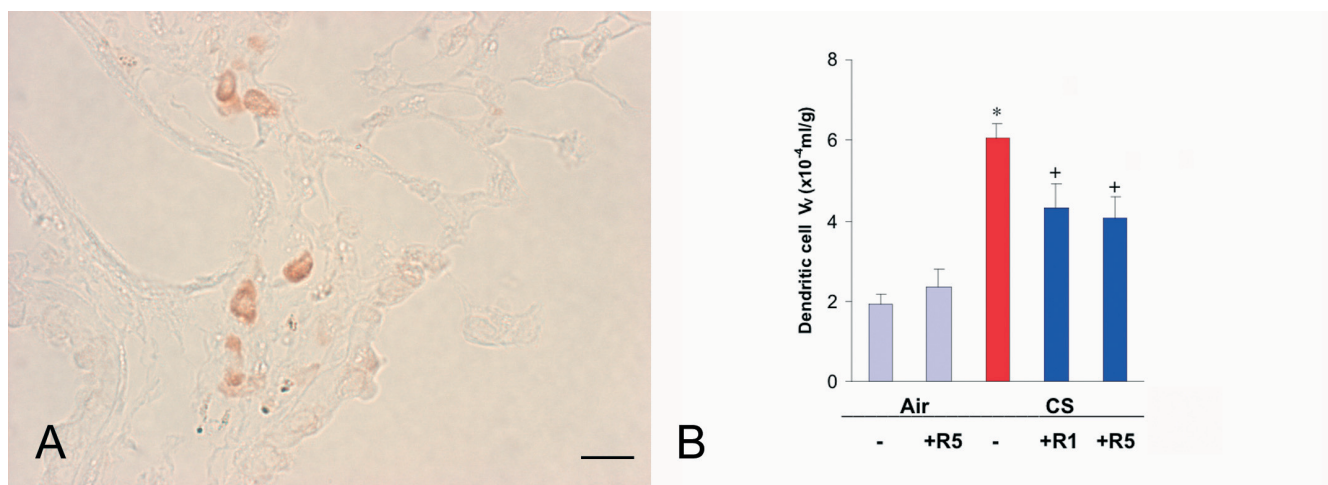 A
B
Dendritic cell Vv (x10-4ml/g)
8
6
4
2
0
*
+
+
Air
CS
-
+R5
-
+R1
+R5